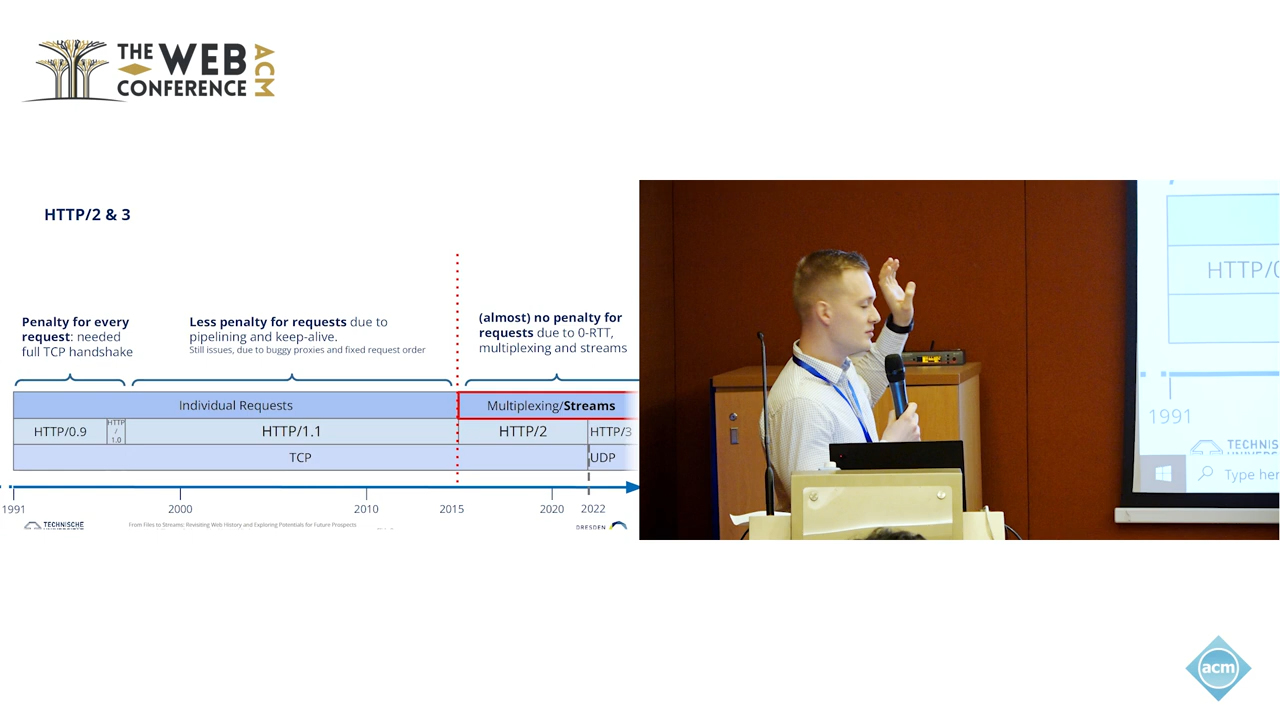 THE WEB
CONFERENCE
ACM
HTTP/2 & 3
Penalty for every
request: needed
full TCP handshake
Less penalty for requests due to
pipelining and keep-alive.
Still issues, due to buggy proxies and fixed request order
(almost) no penalty for
requests due to 0-RTT,
multiplexing and streams
Individual Requests
Multiplexing/Streams
HTTP/0.9
HTTP
/
1.0
HTTP/1.1
HTTP/2
HTTP/3
TCP
UDP
1991
2000
2010
2015
2020
2022
TECHNISCHE
From Files to Streams: Revisiting Web History and Exploring Potentials for Future Prospects
DRESDEN
HTTP/0
1991
TECHNIS
Type her
acm